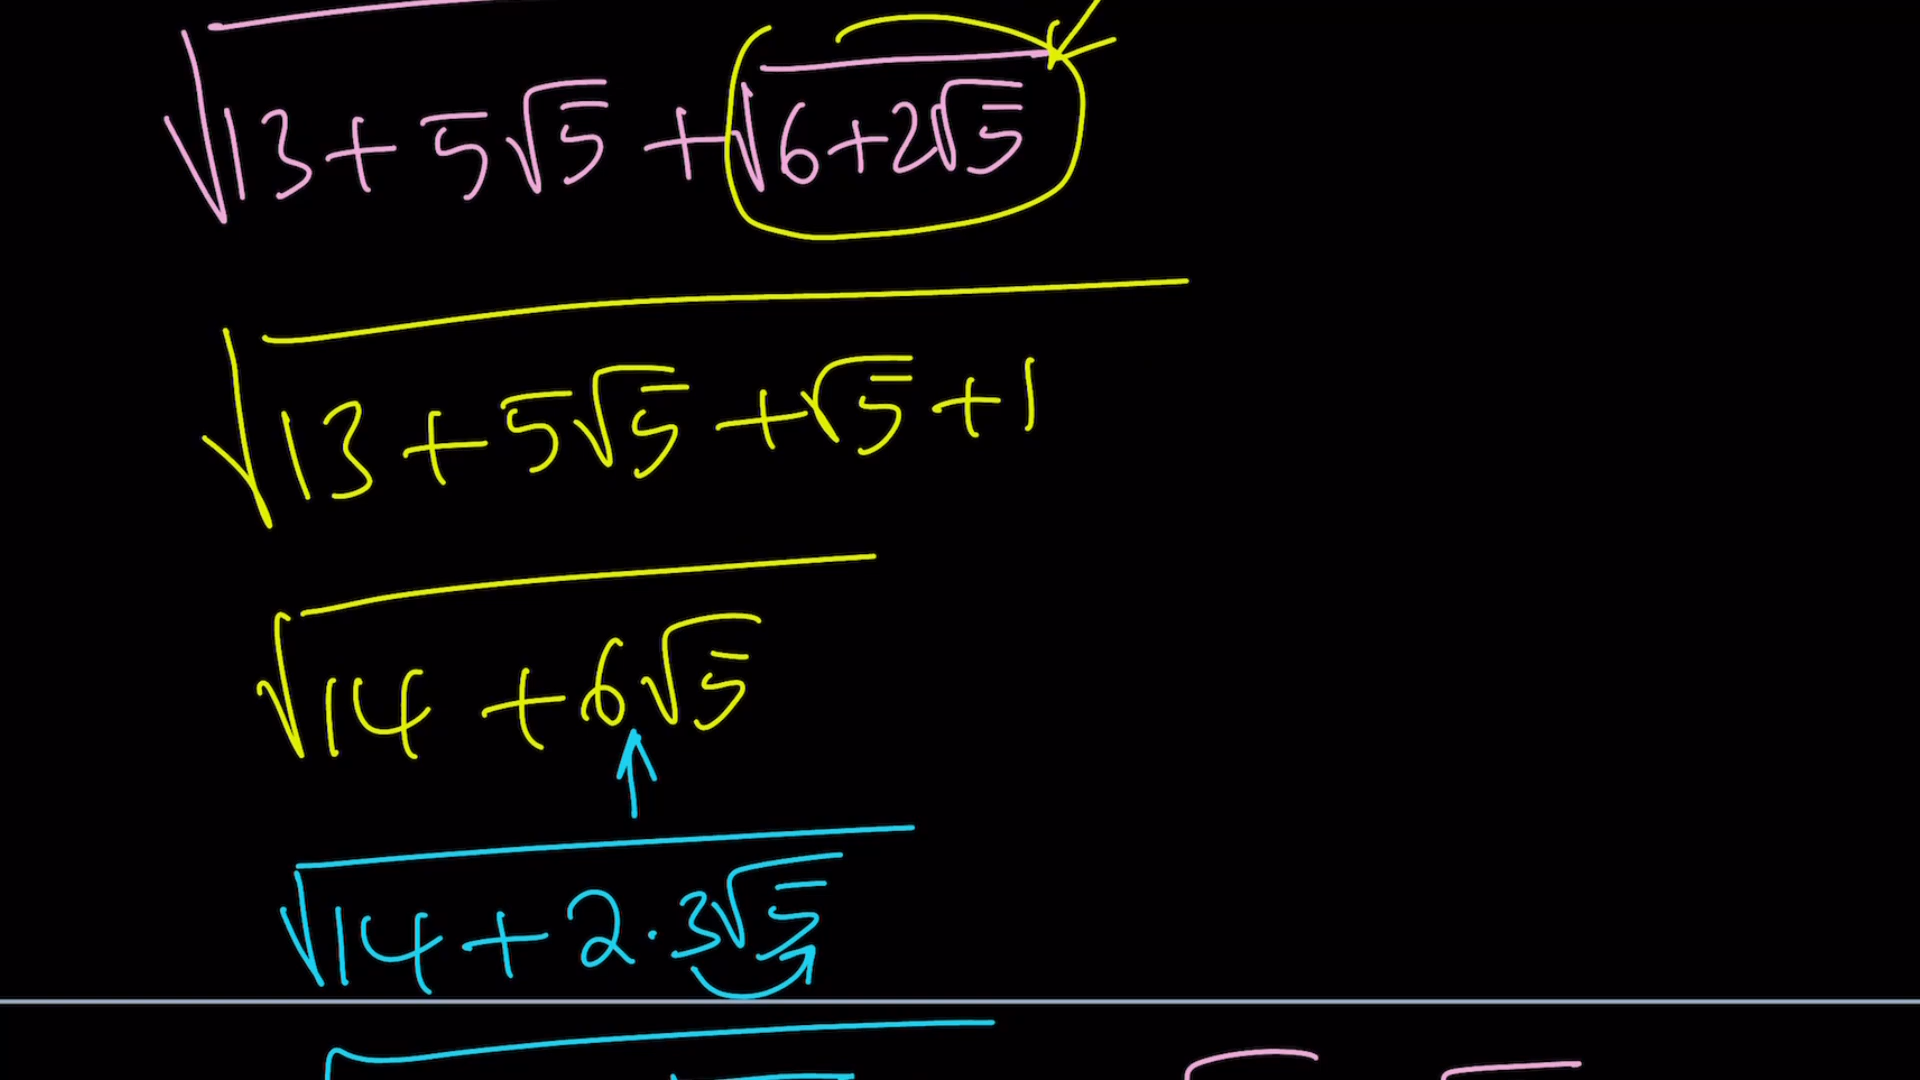 √(13 + 5√5 + √(6 + 2√5))
√(13 + 5√5 + √5 + 1)
√(14 + 6√5)
√(14 + 2·3√5)